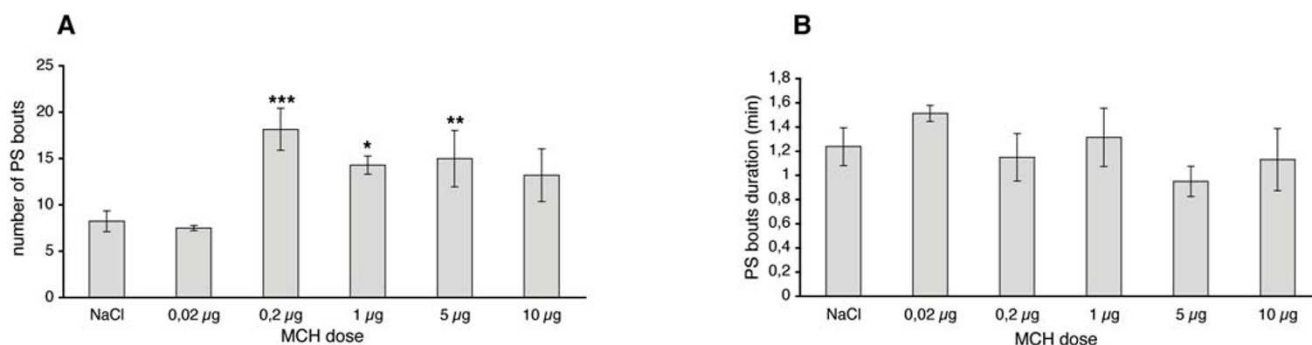 A
number of PS bouts
25
20
15
10
5
0
***
*
**
NaCl
0,02 µg
0,2 µg
1 µg
5 µg
10 µg
MCH dose
B
PS bouts duration (min)
1,8
1,6
1,4
1,2
1
0,8
0,6
0,4
0,2
0
NaCl
0,02 µg
0,2 µg
1 µg
5 µg
10 µg
MCH dose